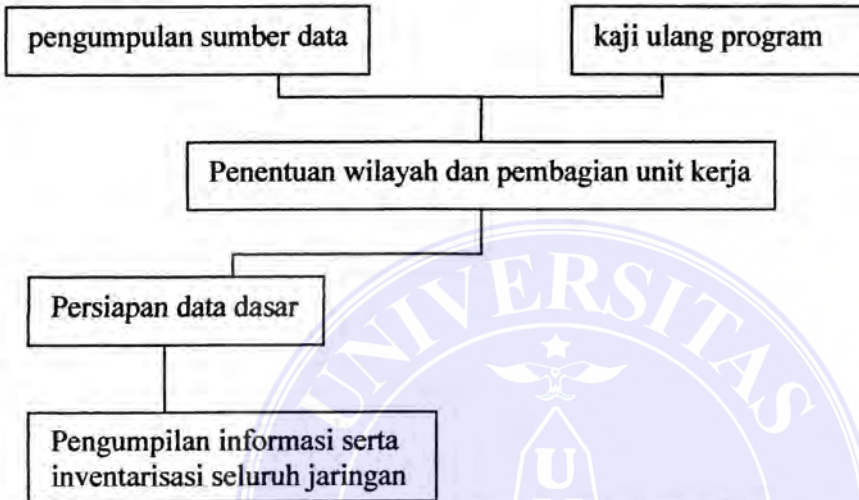 pengumpulan sumber data
kaji ulang program
Penentuan wilayah dan pembagian unit kerja
Persiapan data dasar
Pengumpilan informasi serta
inventarisasi seluruh jaringan
UNIVERSITAS
U